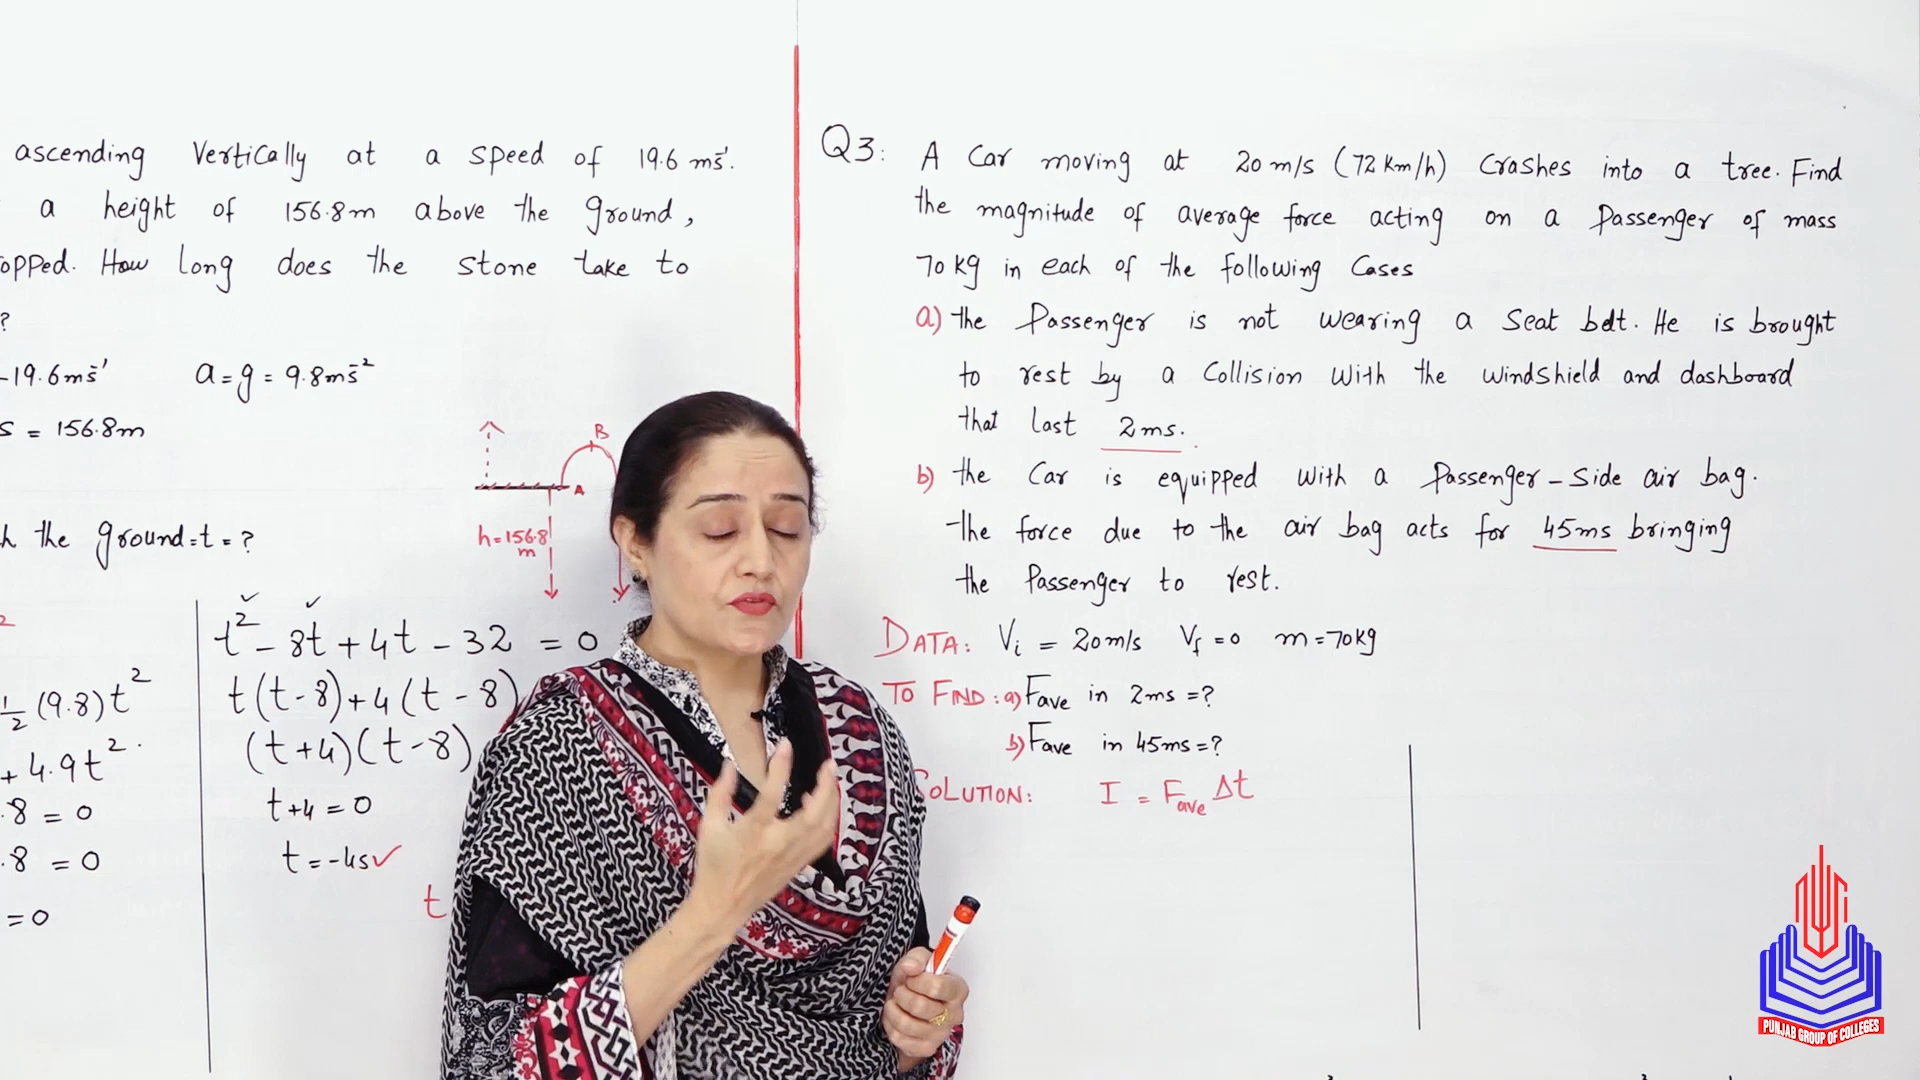 ascending Vertically at a speed of 19.6 ms⁻¹.
a height of 156.8m above the ground,
opped. How long does the stone take to
?
-19.6ms⁻¹ a = g = 9.8ms⁻²
s = 156.8m
B
A
h = 156.8 m
h the ground = t = ?
2
1/2 (9.8)t²
+ 4.9t².
.8 = 0
.8 = 0
= 0
t² - 8t + 4t - 32 = 0
t(t-8)+4(t-8)
(t+4)(t-8)
t+4 = 0
t = -4s
t
Q3: A Car moving at 20 m/s (72 km/h) Crashes into a tree. Find
the magnitude of average force acting on a Passenger of mass
70 kg in each of the following Cases
a) the Passenger is not wearing a Seat belt. He is brought
to rest by a Collision with the windshield and dashboard
that last 2ms.
b) the Car is equipped with a Passenger-Side air bag.
The force due to the air bag acts for 45ms bringing
the Passenger to rest.
DATA: Vi = 20m/s Vf = 0 m = 70kg
TO FIND: a) Fave in 2ms = ?
b) Fave in 45ms = ?
SOLUTION: I = Fave Δt
PUNJAB GROUP OF COLLEGES